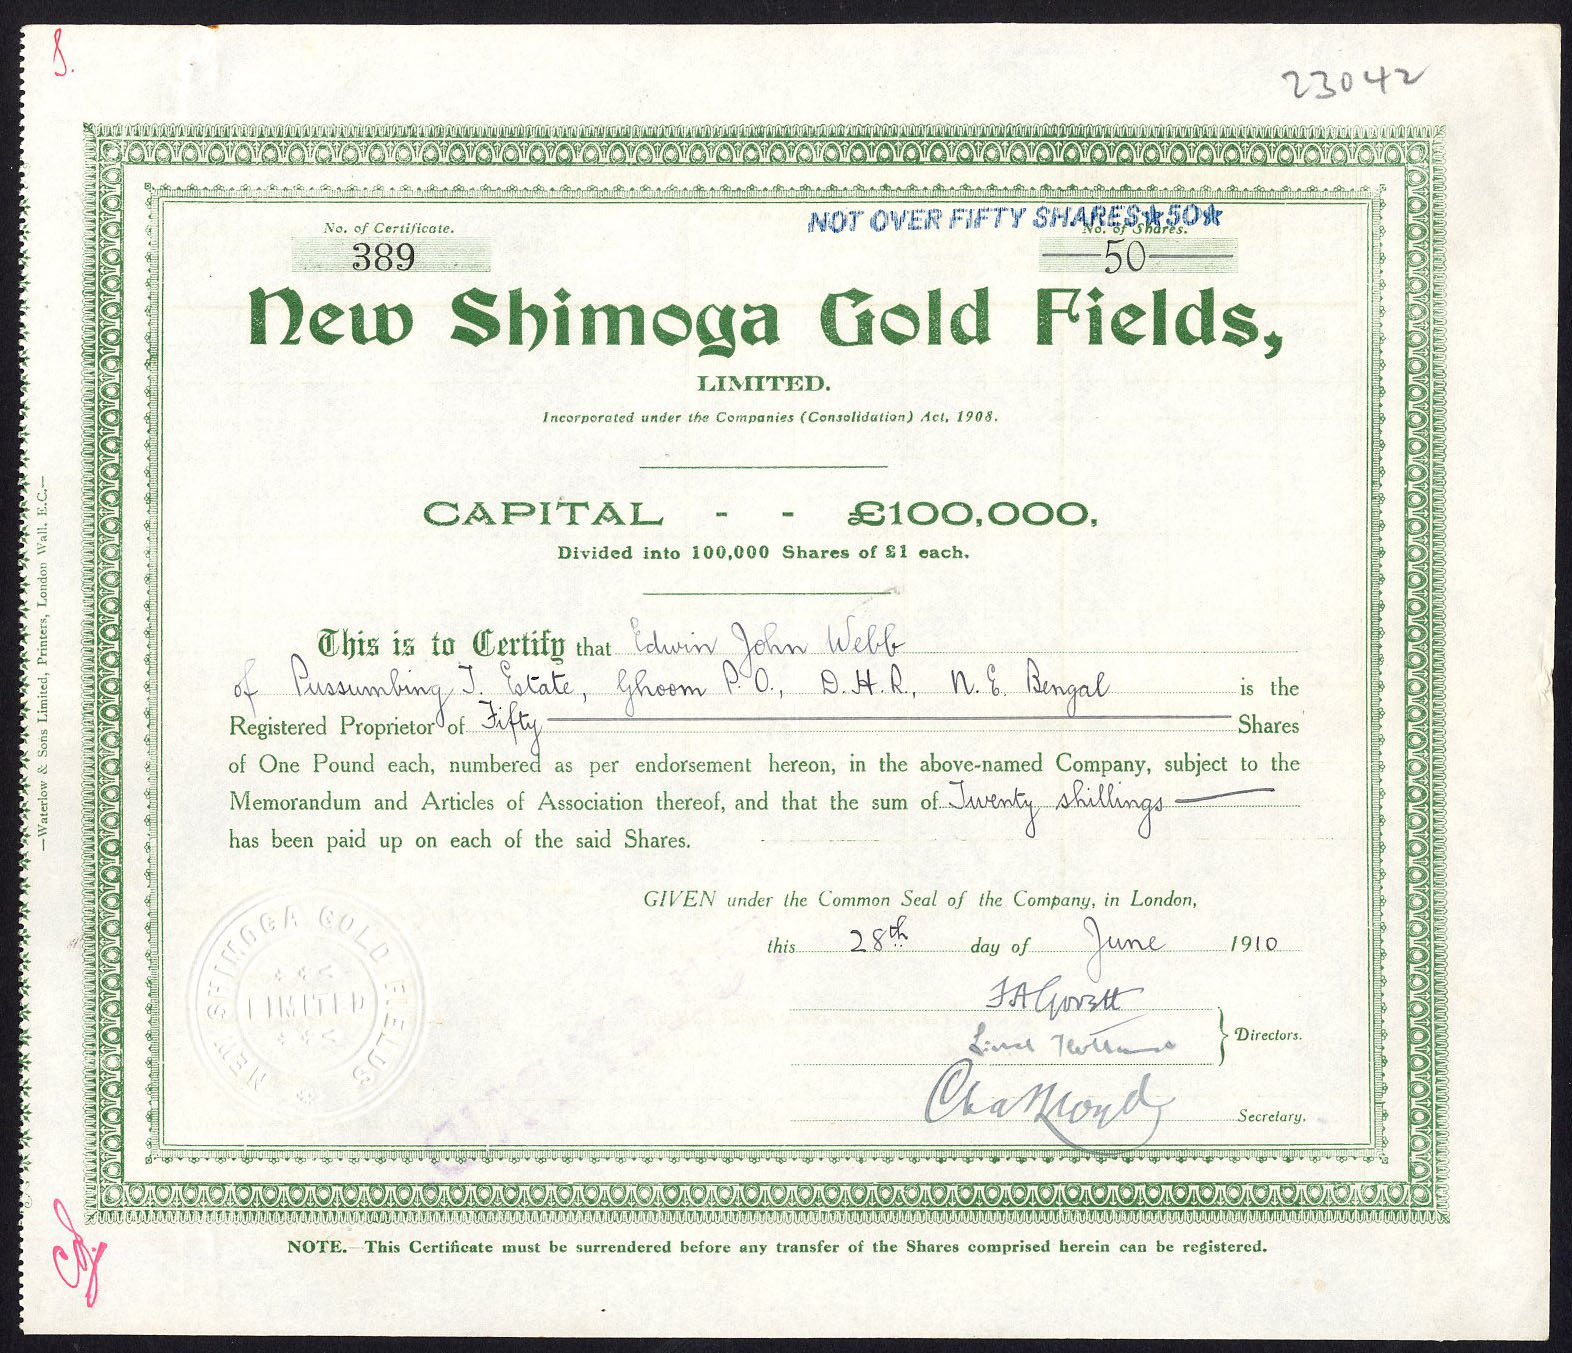 23042
NOT OVER FIFTY SHARES★50★
No. of Certificate.
No. of Shares.
389
—50—
New Shimoga Gold Fields,
LIMITED.
Incorporated under the Companies (Consolidation) Act, 1908.
CAPITAL - - £100,000,
Divided into 100,000 Shares of £1 each.
This is to Certify that Edwin John Webb
of Pussumbing T. Estate, Ghoom P.O., D.H.R., N.E. Bengal is the
Registered Proprietor of Fifty Shares
of One Pound each, numbered as per endorsement hereon, in the above-named Company, subject to the
Memorandum and Articles of Association thereof, and that the sum of Twenty shillings
has been paid up on each of the said Shares.
GIVEN under the Common Seal of the Company, in London,
this 28th day of June 1910
FA Govett
Directors.
Secretary.
NEW SHIMOGA GOLD FIELDS
LIMITED
NOTE.—This Certificate must be surrendered before any transfer of the Shares comprised herein can be registered.
—Waterlow & Sons Limited, Printers, London Wall, E.C.—